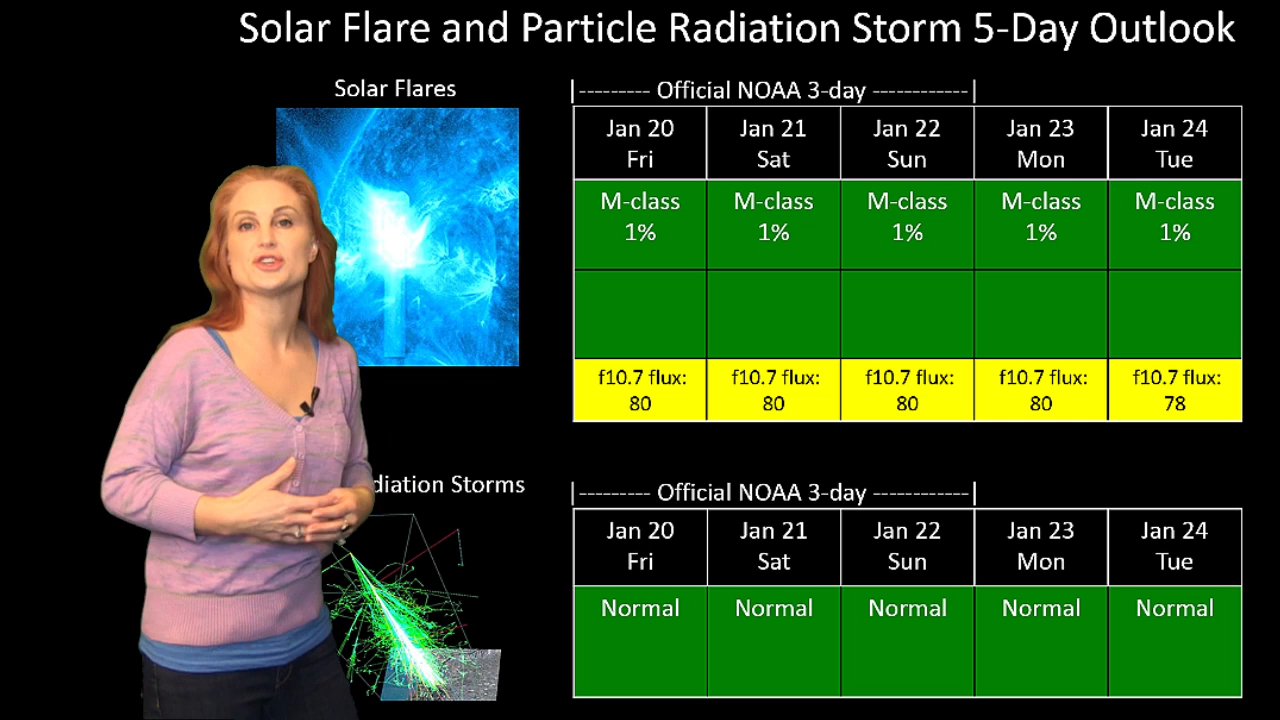 Solar Flare and Particle Radiation Storm 5-Day Outlook
Solar Flares
|--------- Official NOAA 3-day ------------|
Jan 20 Jan 21 Jan 22 Jan 23 Jan 24
Fri Sat Sun Mon Tue
M-class M-class M-class M-class M-class
1% 1% 1% 1% 1%
f10.7 flux: f10.7 flux: f10.7 flux: f10.7 flux: f10.7 flux:
80 80 80 80 78
diation Storms
|--------- Official NOAA 3-day ------------|
Jan 20 Jan 21 Jan 22 Jan 23 Jan 24
Fri Sat Sun Mon Tue
Normal Normal Normal Normal Normal